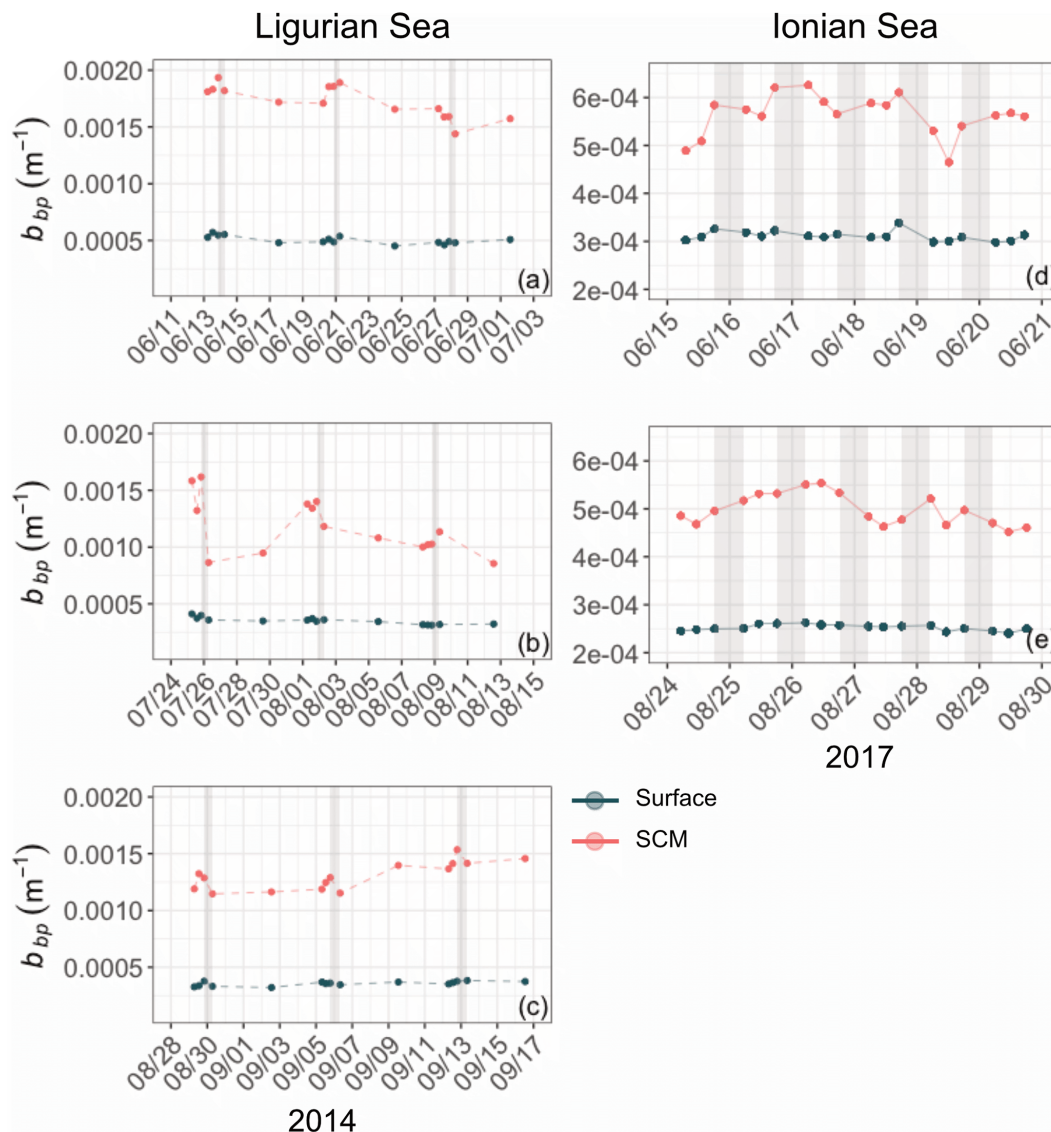 Ligurian Sea
Ionian Sea
0.0020
0.0015
0.0010
0.0005
b bp (m−1)
(a)
06/11 06/13 06/15 06/17 06/19 06/21 06/23 06/25 06/27 06/29 07/01 07/03
6e-04
5e-04
4e-04
3e-04
2e-04
(d)
06/15 06/16 06/17 06/18 06/19 06/20 06/21
0.0020
0.0015
0.0010
0.0005
b bp (m−1)
(b)
07/24 07/26 07/28 07/30 08/01 08/03 08/05 08/07 08/09 08/11 08/13 08/15
6e-04
5e-04
4e-04
3e-04
2e-04
(e)
08/24 08/25 08/26 08/27 08/28 08/29 08/30
2017
Surface
SCM
0.0020
0.0015
0.0010
0.0005
b bp (m−1)
(c)
08/28 08/30 09/01 09/03 09/05 09/07 09/09 09/11 09/13 09/15 09/17
2014